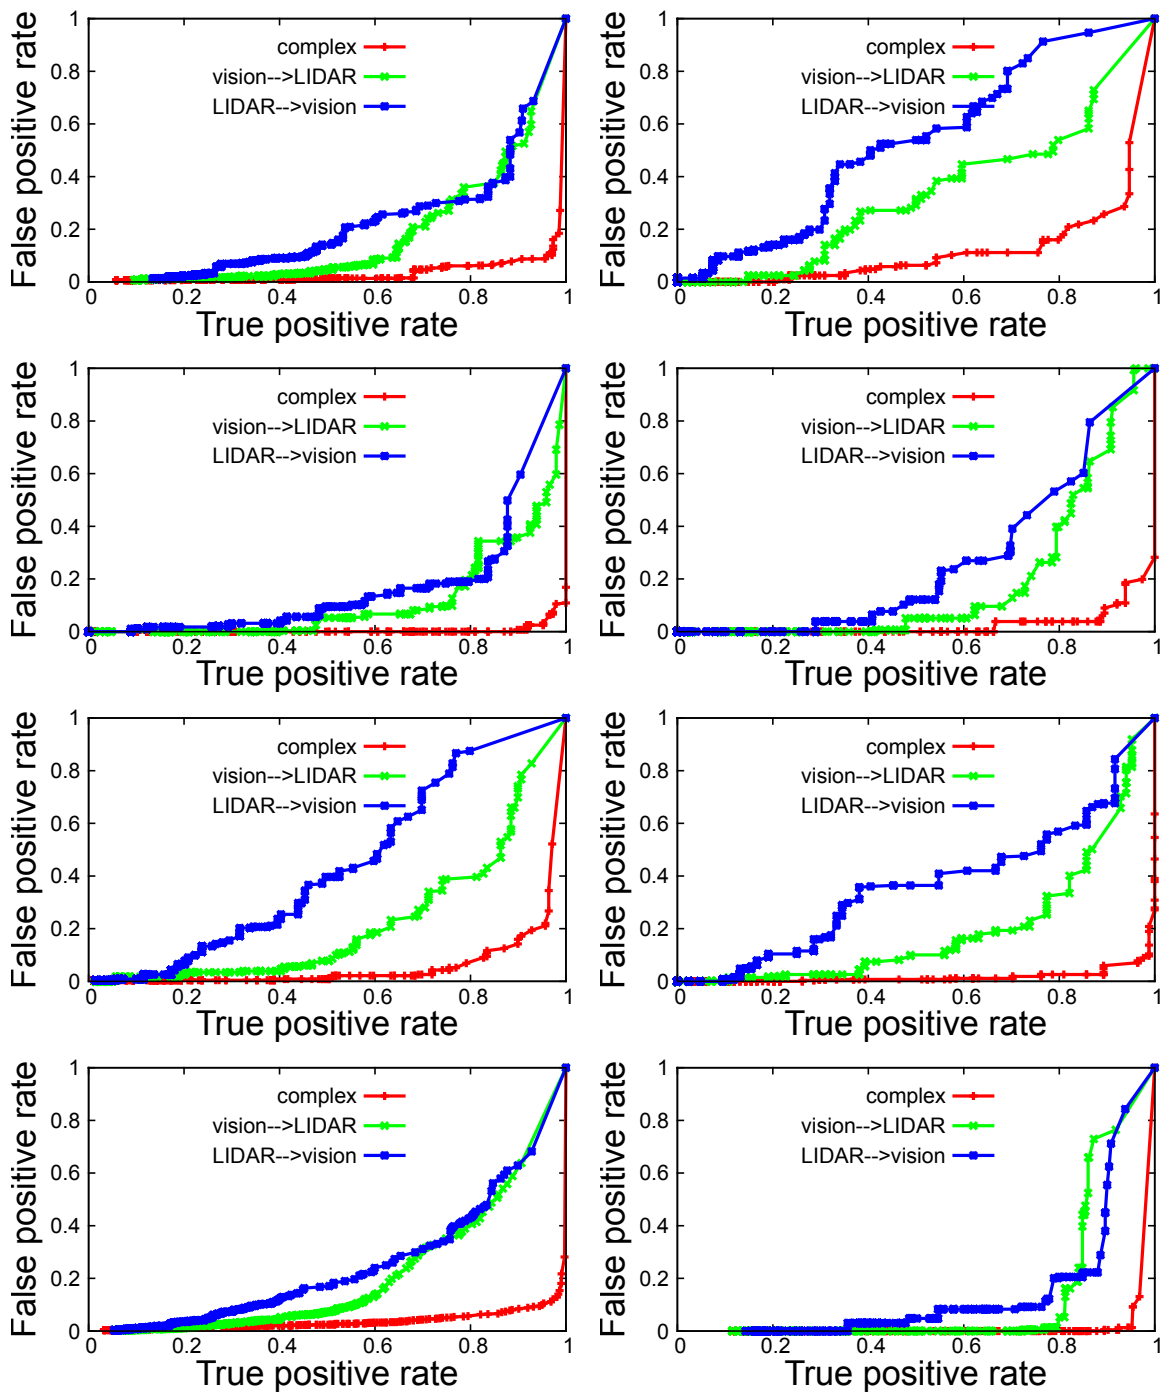 False positive rate
1
0.8
0.6
0.4
0.2
0
complex
vision-->LIDAR
LIDAR-->vision
0 0.2 0.4 0.6 0.8 1
True positive rate
False positive rate
1
0.8
0.6
0.4
0.2
0
complex
vision-->LIDAR
LIDAR-->vision
0 0.2 0.4 0.6 0.8 1
True positive rate
False positive rate
1
0.8
0.6
0.4
0.2
0
complex
vision-->LIDAR
LIDAR-->vision
0 0.2 0.4 0.6 0.8 1
True positive rate
False positive rate
1
0.8
0.6
0.4
0.2
0
complex
vision-->LIDAR
LIDAR-->vision
0 0.2 0.4 0.6 0.8 1
True positive rate
False positive rate
1
0.8
0.6
0.4
0.2
0
complex
vision-->LIDAR
LIDAR-->vision
0 0.2 0.4 0.6 0.8 1
True positive rate
False positive rate
1
0.8
0.6
0.4
0.2
0
complex
vision-->LIDAR
LIDAR-->vision
0 0.2 0.4 0.6 0.8 1
True positive rate
False positive rate
1
0.8
0.6
0.4
0.2
0
complex
vision-->LIDAR
LIDAR-->vision
0 0.2 0.4 0.6 0.8 1
True positive rate
False positive rate
1
0.8
0.6
0.4
0.2
0
complex
vision-->LIDAR
LIDAR-->vision
0 0.2 0.4 0.6 0.8 1
True positive rate